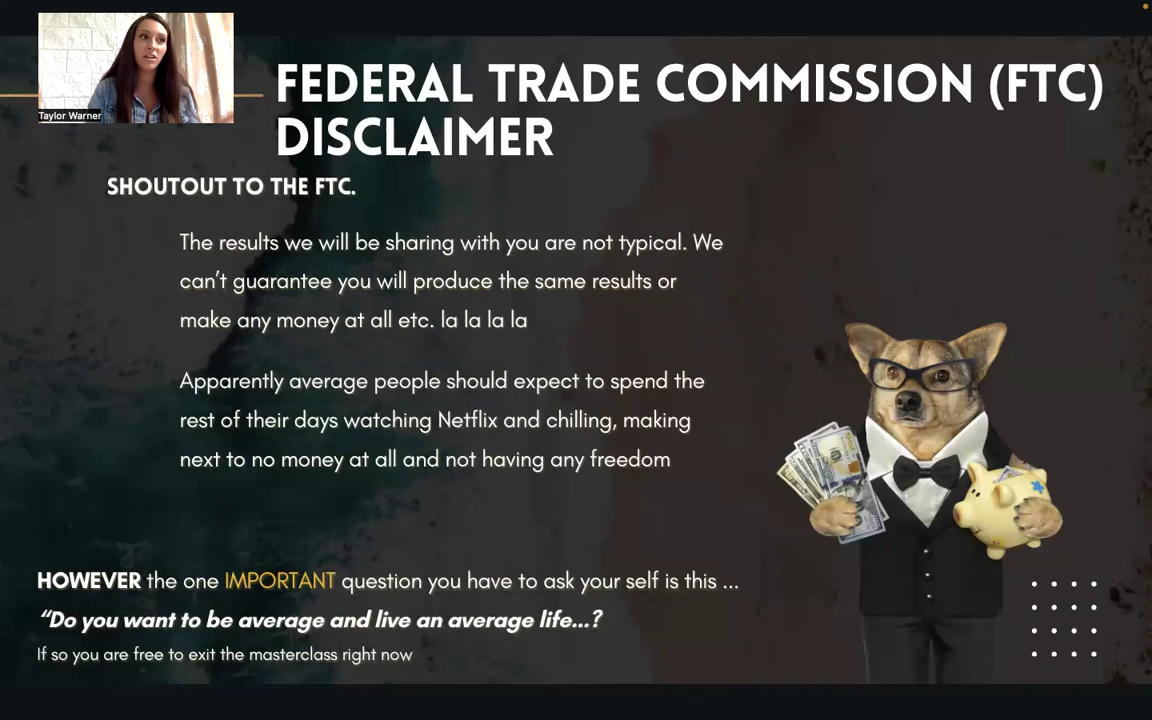 Taylor Warner
FEDERAL TRADE COMMISSION (FTC)
DISCLAIMER
SHOUTOUT TO THE FTC.
The results we will be sharing with you are not typical. We
can't guarantee you will produce the same results or
make any money at all etc. la la la la
Apparently average people should expect to spend the
rest of their days watching Netflix and chilling, making
next to no money at all and not having any freedom
HOWEVER the one IMPORTANT question you have to ask your self is this ...
“Do you want to be average and live an average life...?
If so you are free to exit the masterclass right now